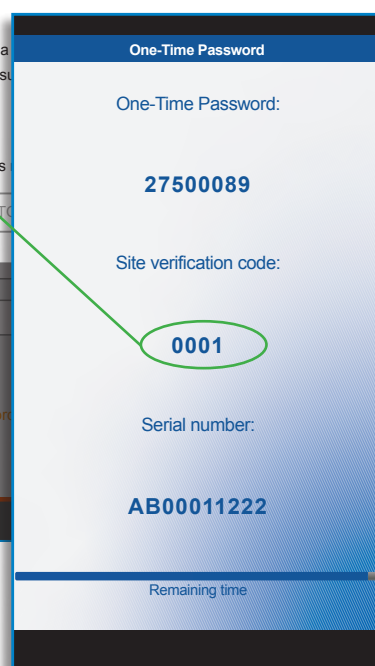 One-Time Password
One-Time Password:
27500089
Site verification code:
0001
Serial number:
AB00011222
Remaining time